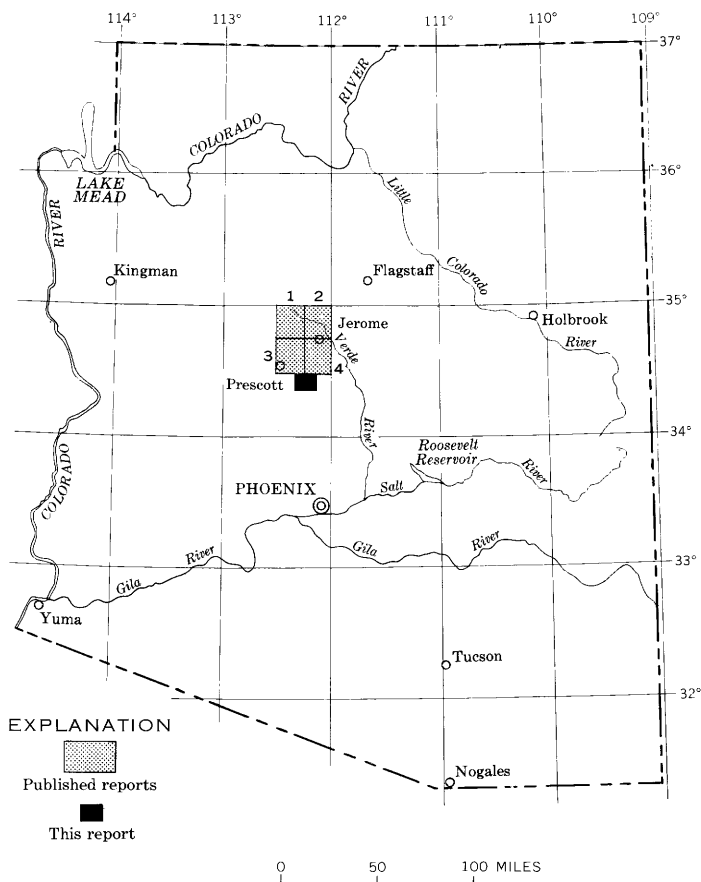 114° 113° 112° 111° 110° 109°
37°
RIVER
COLORADO
36°
LAKE
MEAD
Little
RIVER
Kingman
Flagstaff
Colorado
35°
1 2
Holbrook
Jerome
Verde
River
3
4
Prescott
34°
River
Roosevelt
Reservoir
COLORADO
River
PHOENIX
Salt
River
Gila
River
33°
Gila
Yuma
Tucson
32°
EXPLANATION
Published reports
This report
Nogales
0 50 100 MILES